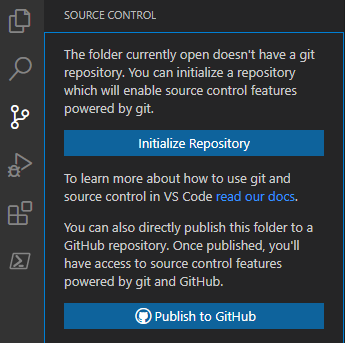 SOURCE CONTROL
The folder currently open doesn't have a git
repository. You can initialize a repository
which will enable source control features
powered by git.
Initialize Repository
To learn more about how to use git and
source control in VS Code read our docs.
You can also directly publish this folder to a
GitHub repository. Once published, you'll
have access to source control features
powered by git and GitHub.
Publish to GitHub